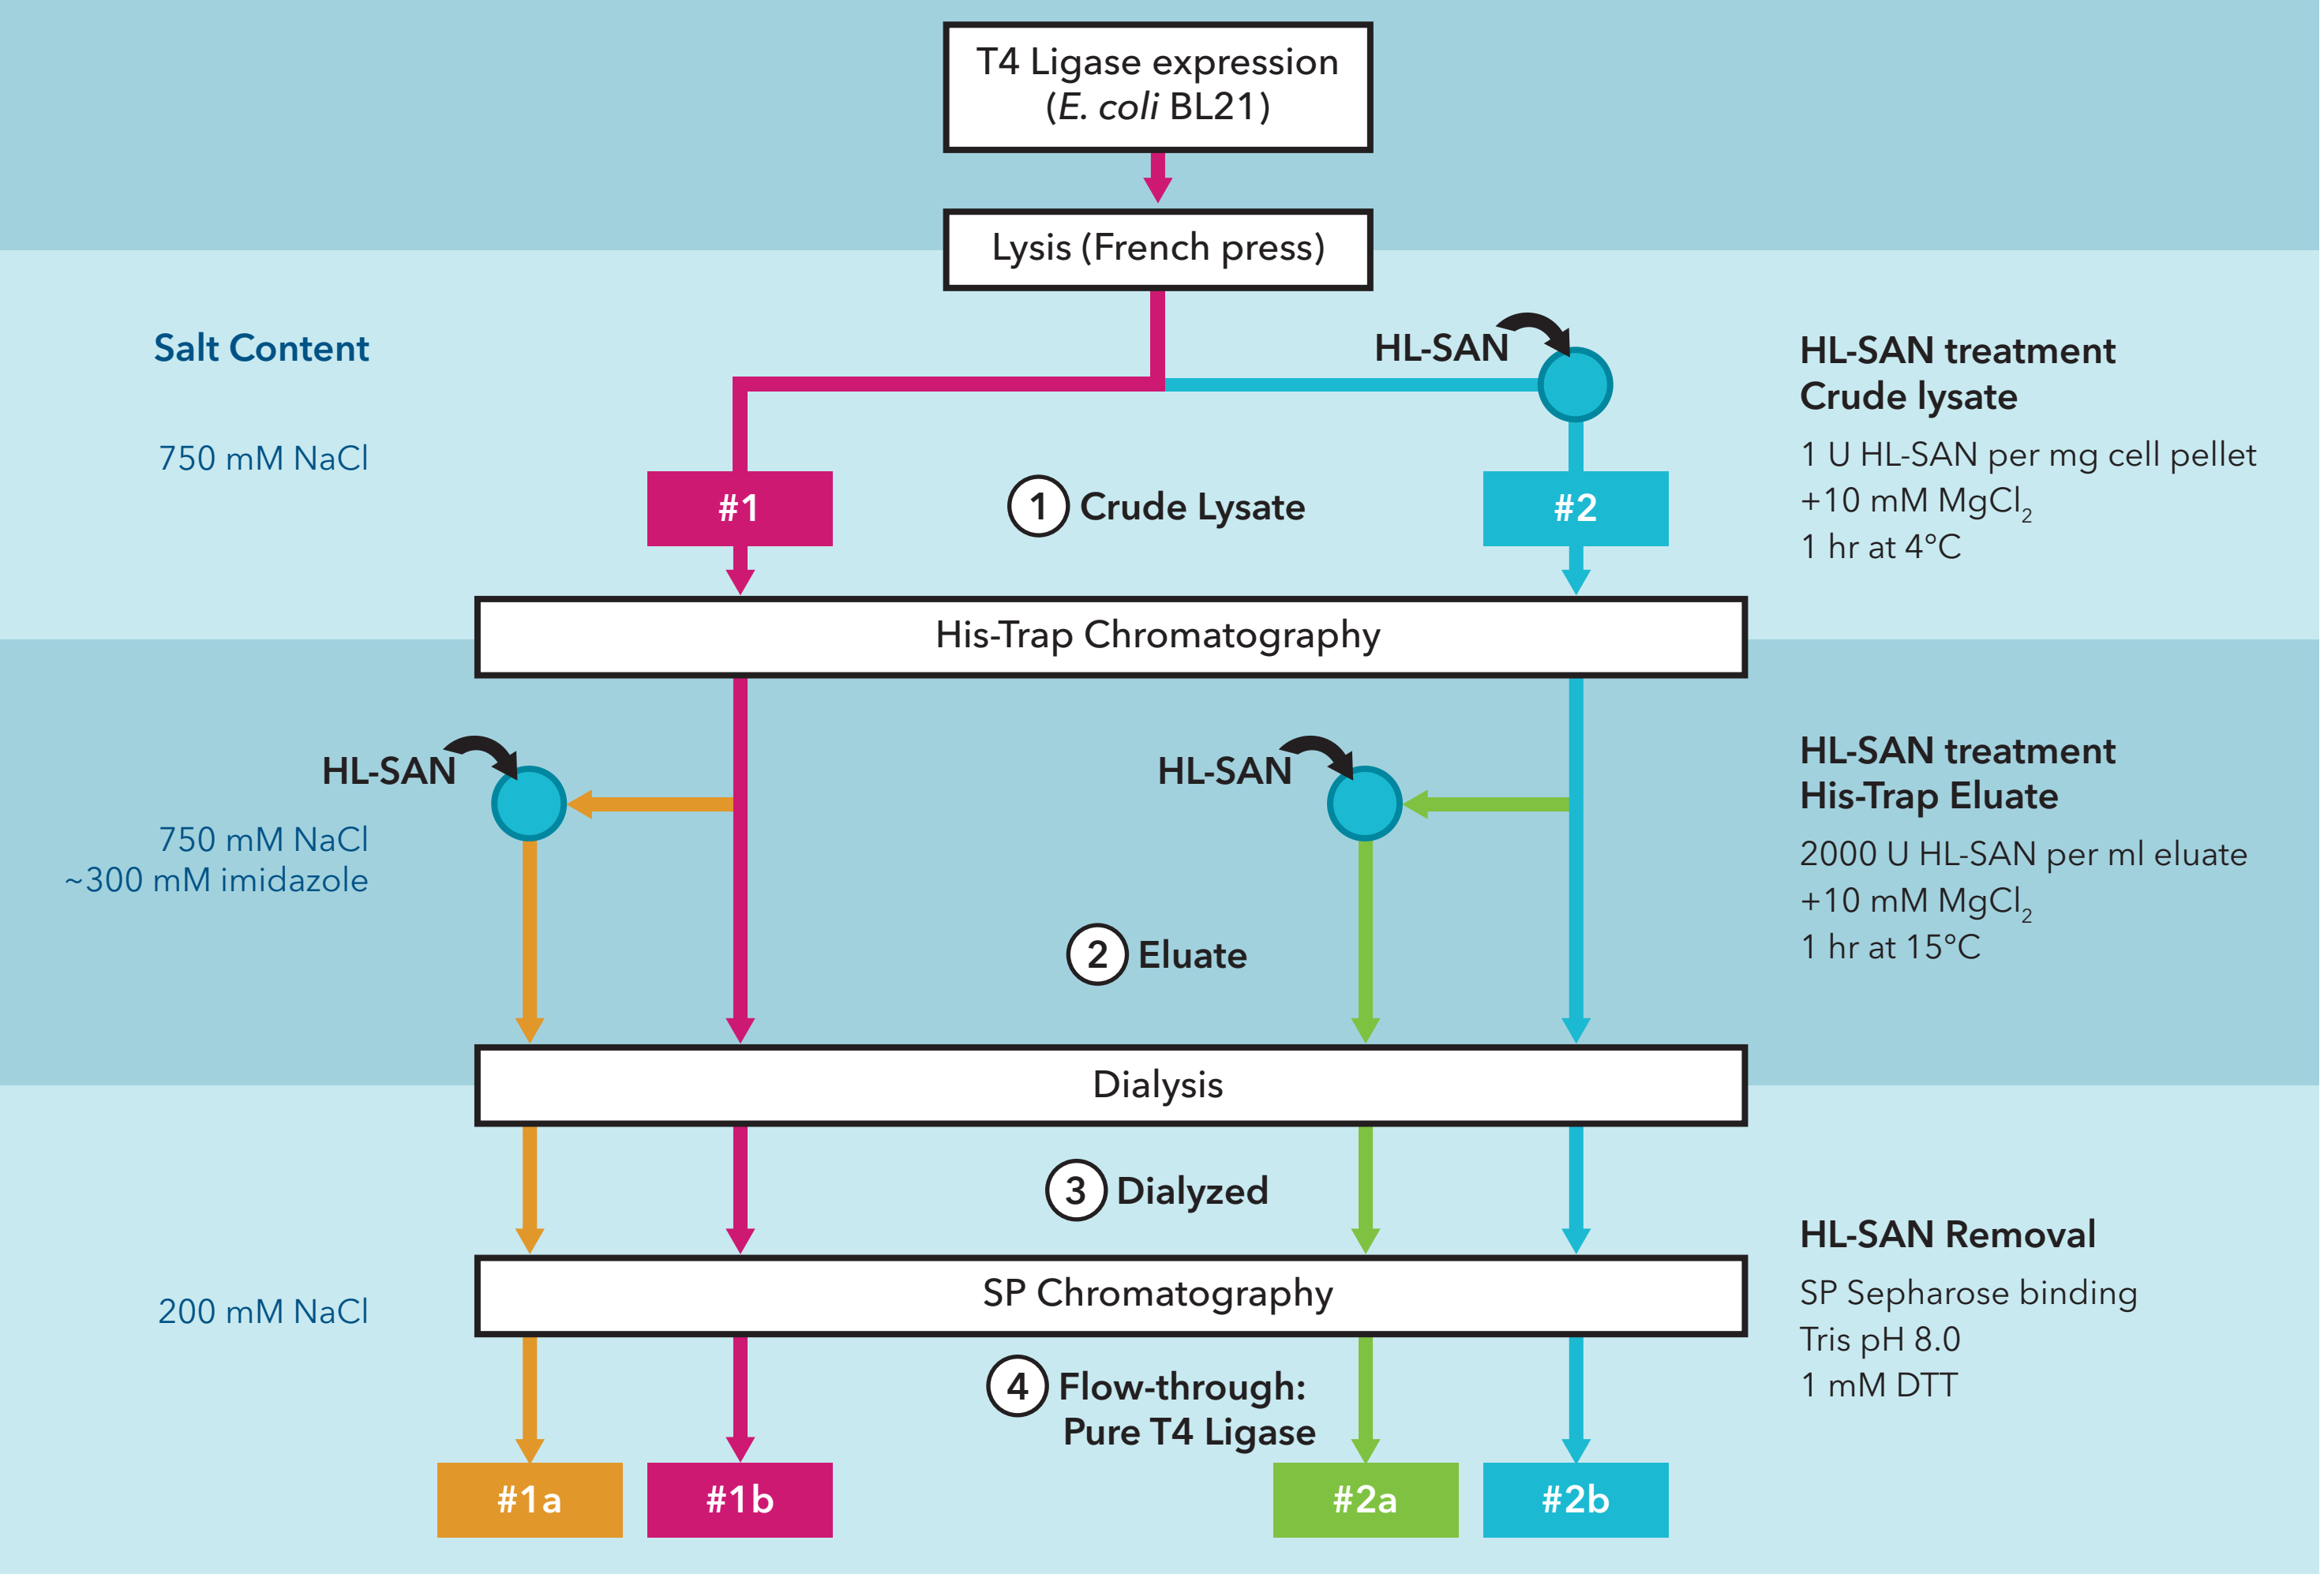 T4 Ligase expression
(E. coli BL21)
Lysis (French press)
Salt Content
750 mM NaCl
HL-SAN
HL-SAN treatment
Crude lysate
1 U HL-SAN per mg cell pellet
+10 mM MgCl₂
1 hr at 4°C
#1
1 Crude Lysate
#2
His-Trap Chromatography
HL-SAN
HL-SAN
750 mM NaCl
~300 mM imidazole
HL-SAN treatment
His-Trap Eluate
2000 U HL-SAN per ml eluate
+10 mM MgCl₂
1 hr at 15°C
2 Eluate
Dialysis
3 Dialyzed
SP Chromatography
200 mM NaCl
HL-SAN Removal
SP Sepharose binding
Tris pH 8.0
1 mM DTT
4 Flow-through:
Pure T4 Ligase
#1a
#1b
#2a
#2b